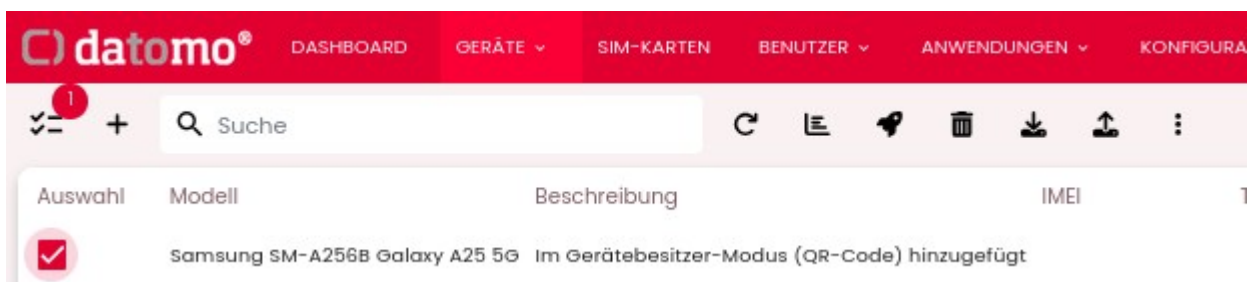 datomo® DASHBOARD GERÄTE SIM-KARTEN BENUTZER ANWENDUNGEN KONFIGURA
1
Suche
Auswahl Modell Beschreibung IMEI T
Samsung SM-A256B Galaxy A25 5G Im Gerätebesitzer-Modus (QR-Code) hinzugefügt